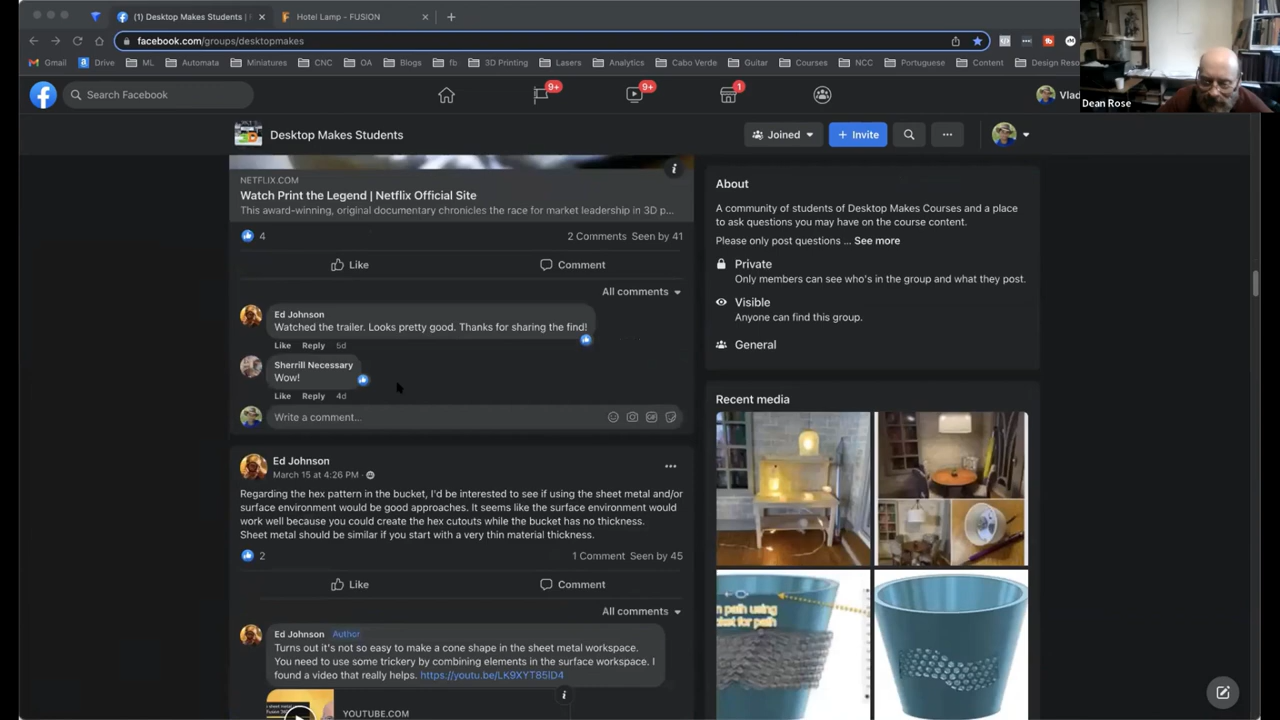 (1) Desktop Makes Students |
Hotel Lamp - FUSION
facebook.com/groups/desktopmakes
Gmail
Drive
ML
Automata
Miniatures
CNC
OA
Blogs
fb
3D Printing
Lasers
Analytics
Cabo Verde
Guitar
Courses
NCC
Portuguese
Content
Design Reso
Search Facebook
9+
9+
1
Vlad
Dean Rose
Desktop Makes Students
Joined
+ Invite
NETFLIX.COM
Watch Print the Legend | Netflix Official Site
This award-winning, original documentary chronicles the race for market leadership in 3D p...
4
2 Comments Seen by 41
Like
Comment
All comments
Ed Johnson
Watched the trailer. Looks pretty good. Thanks for sharing the find!
Like Reply 5d
Sherrill Necessary
Wow!
Like Reply 4d
Write a comment...
GIF
Ed Johnson
March 15 at 4:26 PM ·
Regarding the hex pattern in the bucket, I'd be interested to see if using the sheet metal and/or
surface environment would be good approaches. It seems like the surface environment would
work well because you could create the hex cutouts while the bucket has no thickness.
Sheet metal should be similar if you start with a very thin material thickness.
2
1 Comment Seen by 45
Like
Comment
All comments
Ed Johnson Author
Turns out it's not so easy to make a cone shape in the sheet metal workspace.
You need to use some trickery by combining elements in the surface workspace. I
found a video that really helps. https://youtu.be/LK9XYT85lD4
YOUTUBE.COM
About
A community of students of Desktop Makes Courses and a place
to ask questions you may have on the course content.
Please only post questions ... See more
Private
Only members can see who's in the group and what they post.
Visible
Anyone can find this group.
General
Recent media
n path using
ket for path